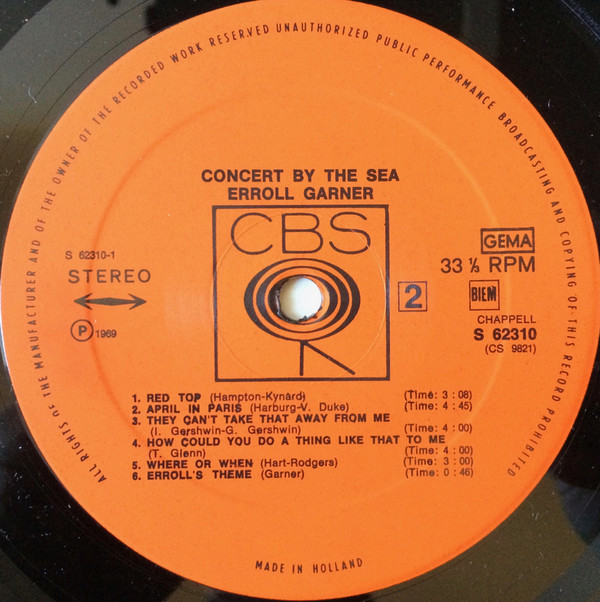 ALL RIGHTS OF THE MANUFACTURER AND OF THE OWNER OF THE RECORDED WORK RESERVED UNAUTHORIZED PUBLIC PERFORMANCE BROADCASTING AND COPYING OF THIS RECORD PROHIBITED
CONCERT BY THE SEA
ERROLL GARNER
CBS
GEMA
33 ⅓ RPM
S 62310-1
STEREO
2
BIEM
Ⓟ 1969
CHAPPELL
S 62310
(CS 9821)
1. RED TOP (Hampton-Kynard) (Time: 3 : 08)
2. APRIL IN PARIS (Harburg-V. Duke) (Time: 4 : 45)
3. THEY CAN'T TAKE THAT AWAY FROM ME
(I. Gershwin-G. Gershwin) (Time: 4 : 00)
4. HOW COULD YOU DO A THING LIKE THAT TO ME
(T. Glenn) (Time: 4 : 00)
5. WHERE OR WHEN (Hart-Rodgers) (Time: 3 : 00)
6. ERROLL'S THEME (Garner) (Time: 0 : 46)
MADE IN HOLLAND